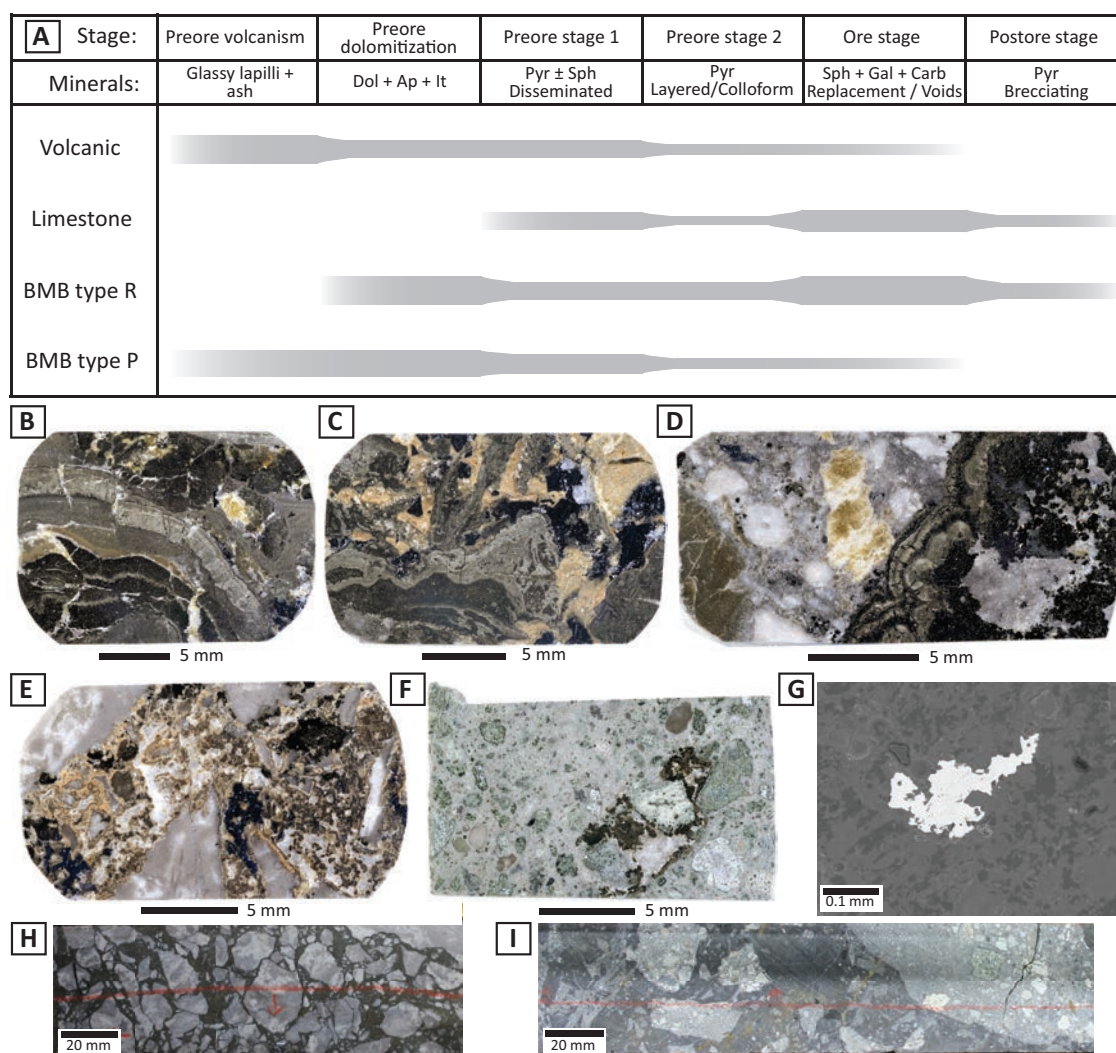 A Stage: Preore volcanism Preore dolomitization Preore stage 1 Preore stage 2 Ore stage Postore stage
Minerals: Glassy lapilli + ash Dol + Ap + It Pyr ± Sph Disseminated Pyr Layered/Colloform Sph + Gal + Carb Replacement / Voids Pyr Brecciating
Volcanic
Limestone
BMB type R
BMB type P
B C D
5 mm 5 mm 5 mm
E F G
0.1 mm
5 mm 5 mm
H I
20 mm 20 mm